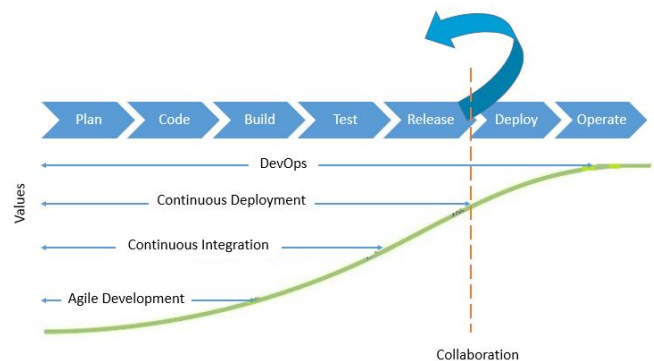 Plan Code Build Test Release Deploy Operate
DevOps
Continuous Deployment
Continuous Integration
Agile Development
Values
Collaboration